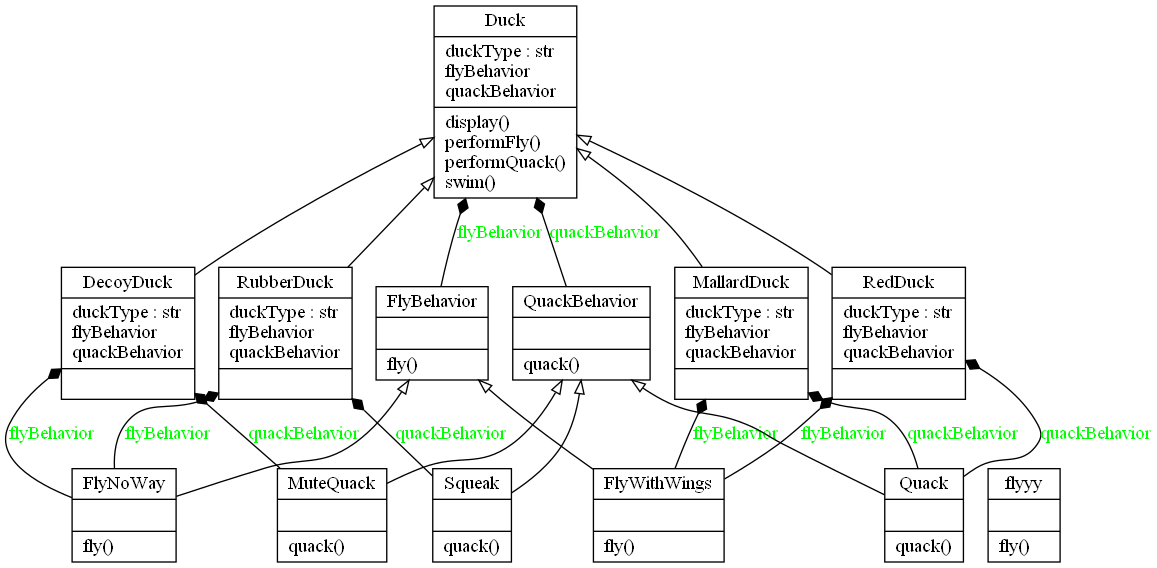 Duck
duckType : str
flyBehavior
quackBehavior
display()
performFly()
performQuack()
swim()
flyBehavior
quackBehavior
DecoyDuck
duckType : str
flyBehavior
quackBehavior
RubberDuck
duckType : str
flyBehavior
quackBehavior
FlyBehavior
fly()
QuackBehavior
quack()
MallardDuck
duckType : str
flyBehavior
quackBehavior
RedDuck
duckType : str
flyBehavior
quackBehavior
flyBehavior
flyBehavior
quackBehavior
quackBehavior
flyBehavior
flyBehavior
quackBehavior
quackBehavior
FlyNoWay
fly()
MuteQuack
quack()
Squeak
quack()
FlyWithWings
fly()
Quack
quack()
flyyy
fly()